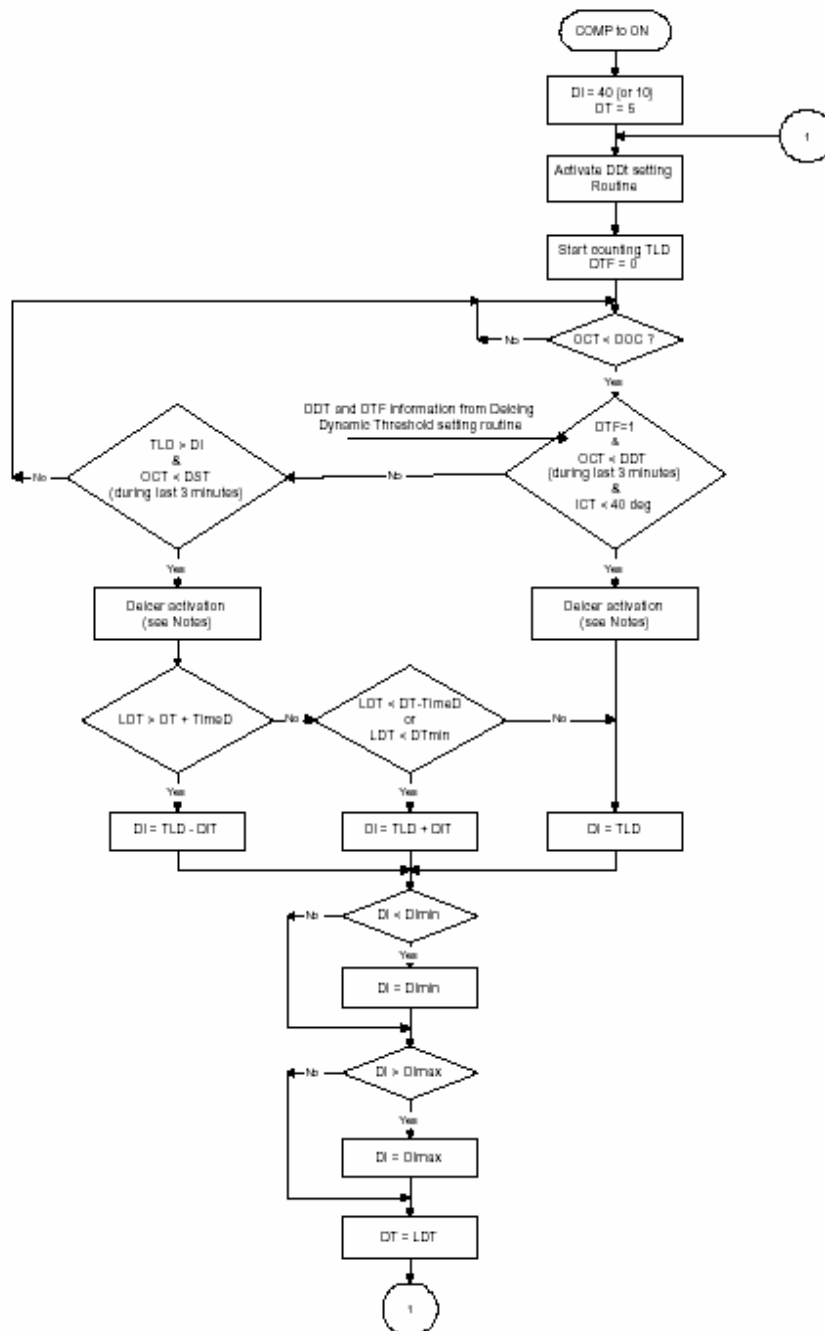 COMP to ON
DI = 40 (or 10)
DT = 5
1
Activate DDt setting
Routine
Start counting TLD
DTF = 0
OCT < DOC ?
No
Yes
DDT and DTF information from Deicing
Dynamic Threshold setting routine
DTF=1
&
OCT < DDT
(during last 3 minutes)
&
ICT < 40 deg
No
TLD > DI
&
OCT < DST
(during last 3 minutes)
No
Yes
Yes
Deicer activation
(see Notes)
Deicer activation
(see Notes)
LDT > DT + TimeD
No
LDT < DT-TimeD
or
LDT < DTmin
No
Yes
Yes
DI = TLD - DIT
DI = TLD + DIT
DI = TLD
DI < DImin
No
Yes
DI = DImin
DI > DImax
No
Yes
DI = DImax
DT = LDT
1